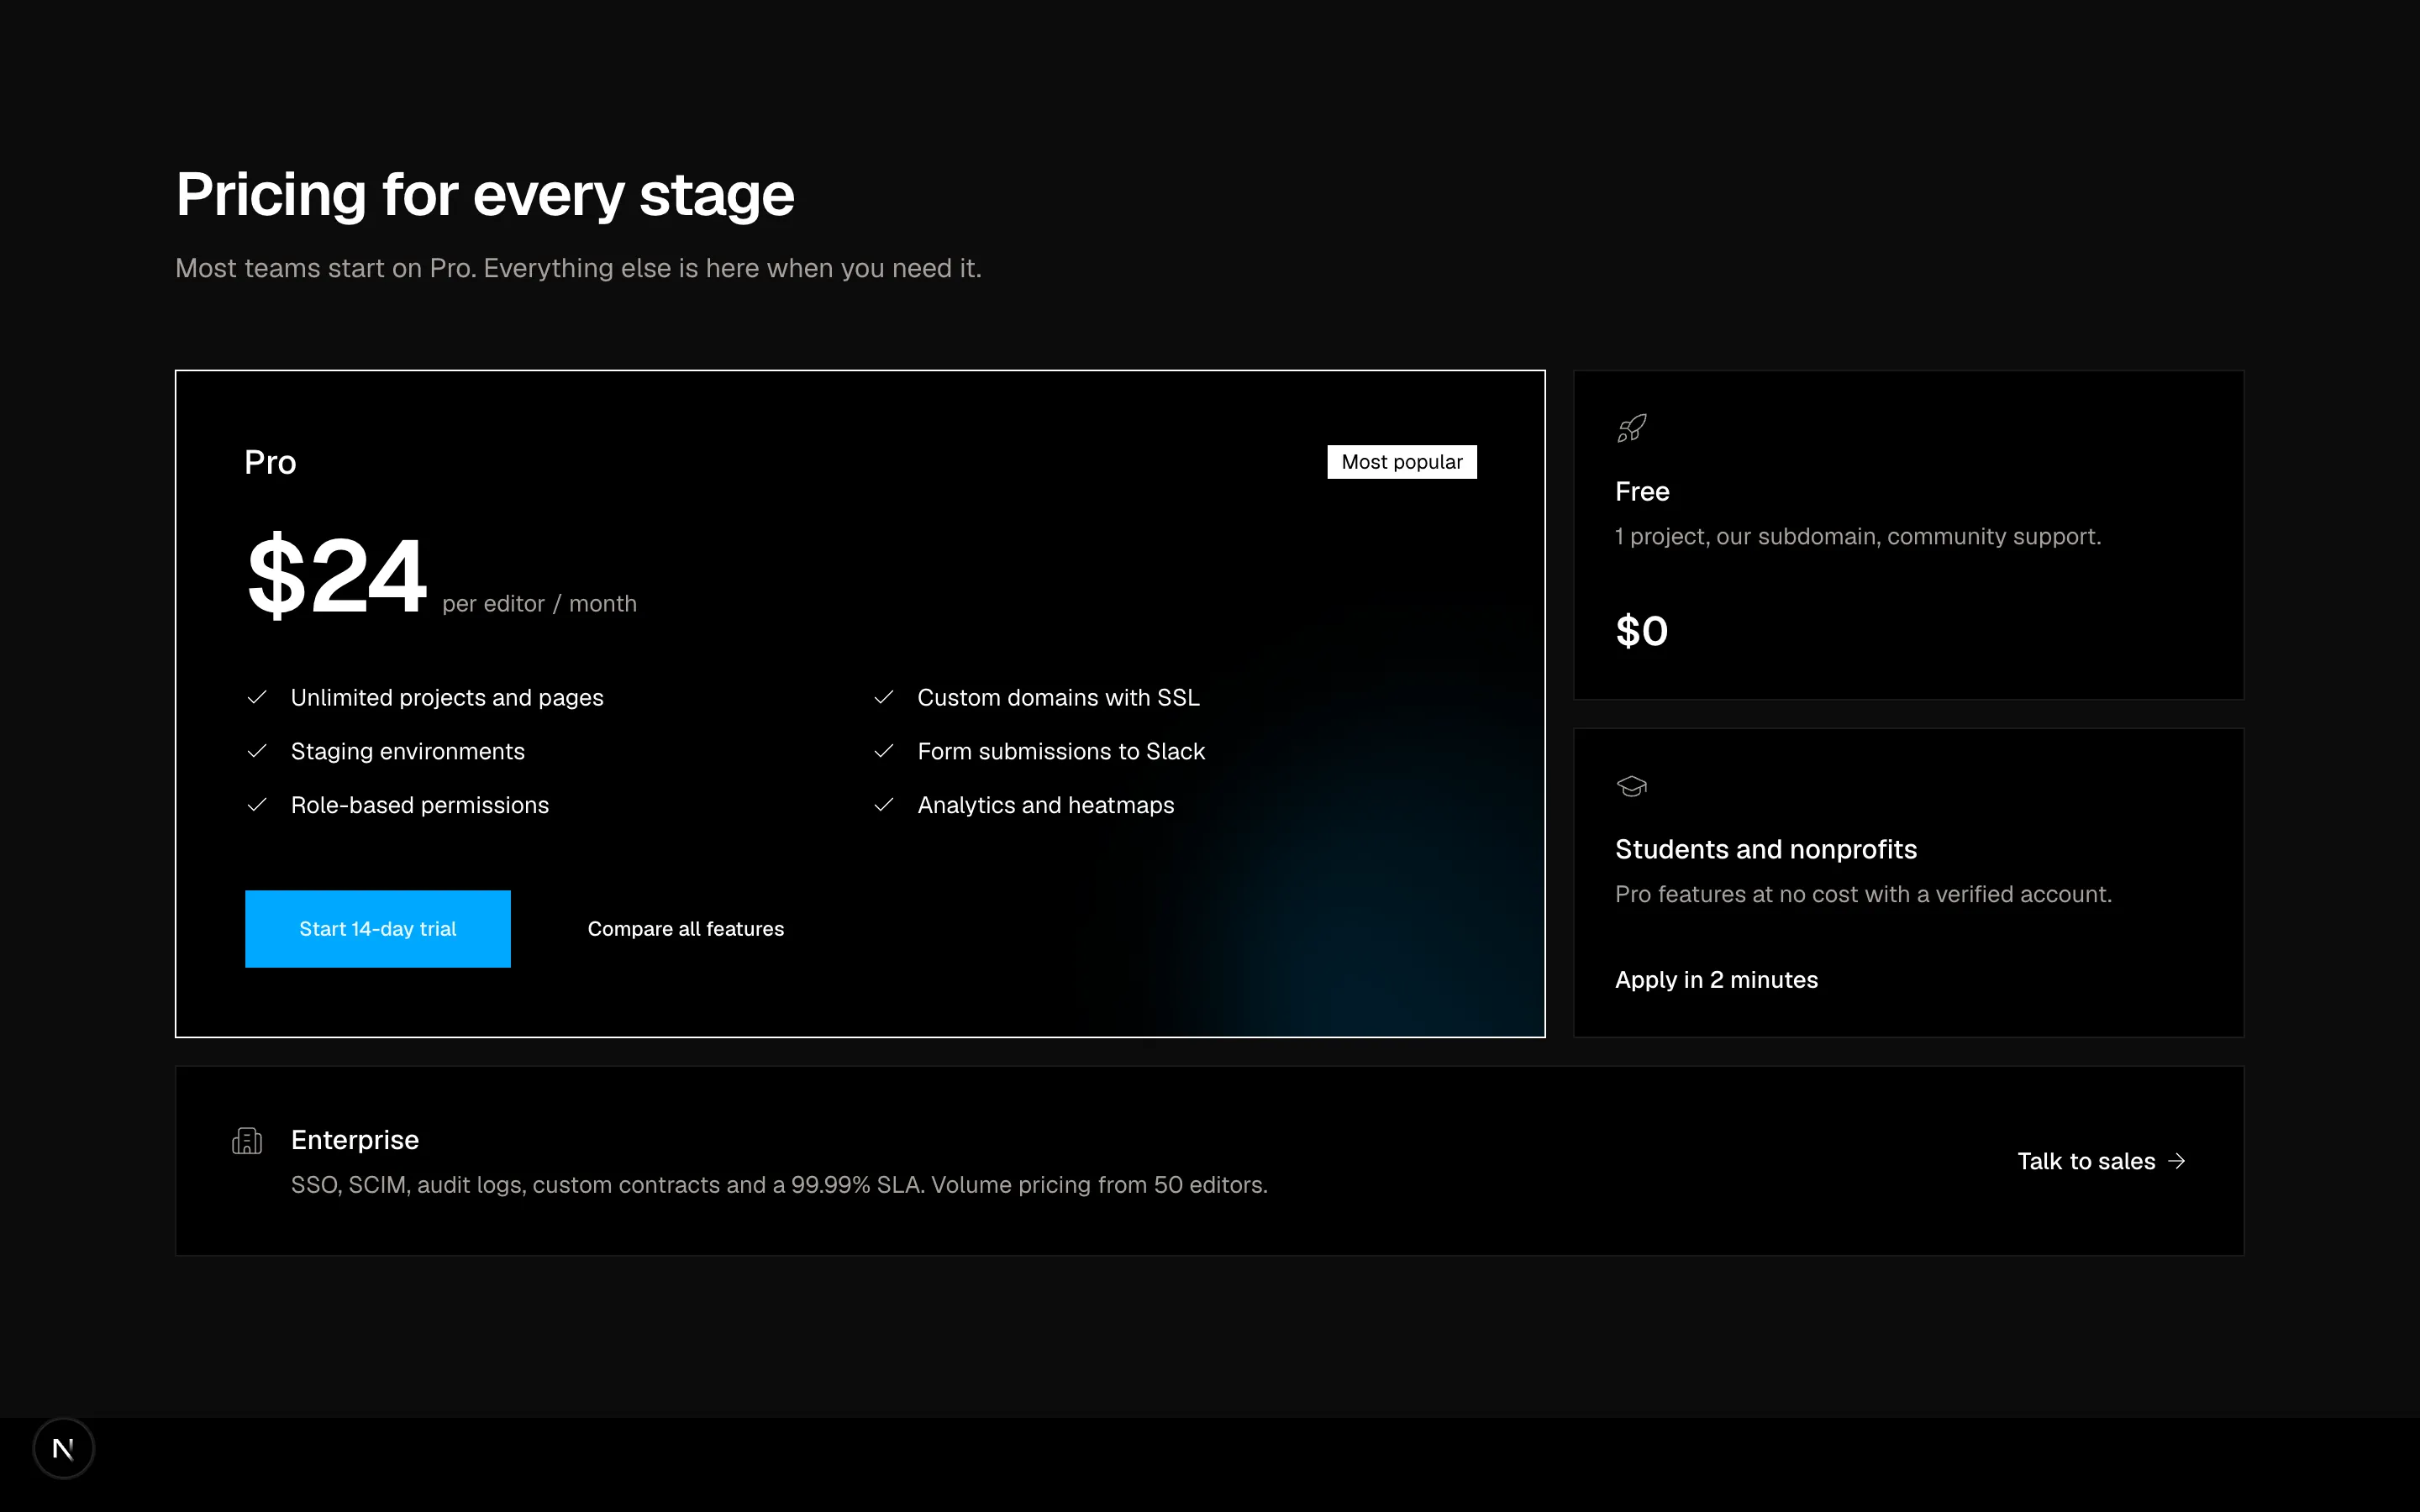 Pricing for every stage
Most teams start on Pro. Everything else is here when you need it.
Pro
Most popular
$24 per editor / month
Unlimited projects and pages
Custom domains with SSL
Staging environments
Form submissions to Slack
Role-based permissions
Analytics and heatmaps
Start 14-day trial
Compare all features
Free
1 project, our subdomain, community support.
$0
Students and nonprofits
Pro features at no cost with a verified account.
Apply in 2 minutes
Enterprise
SSO, SCIM, audit logs, custom contracts and a 99.99% SLA. Volume pricing from 50 editors.
Talk to sales →
N